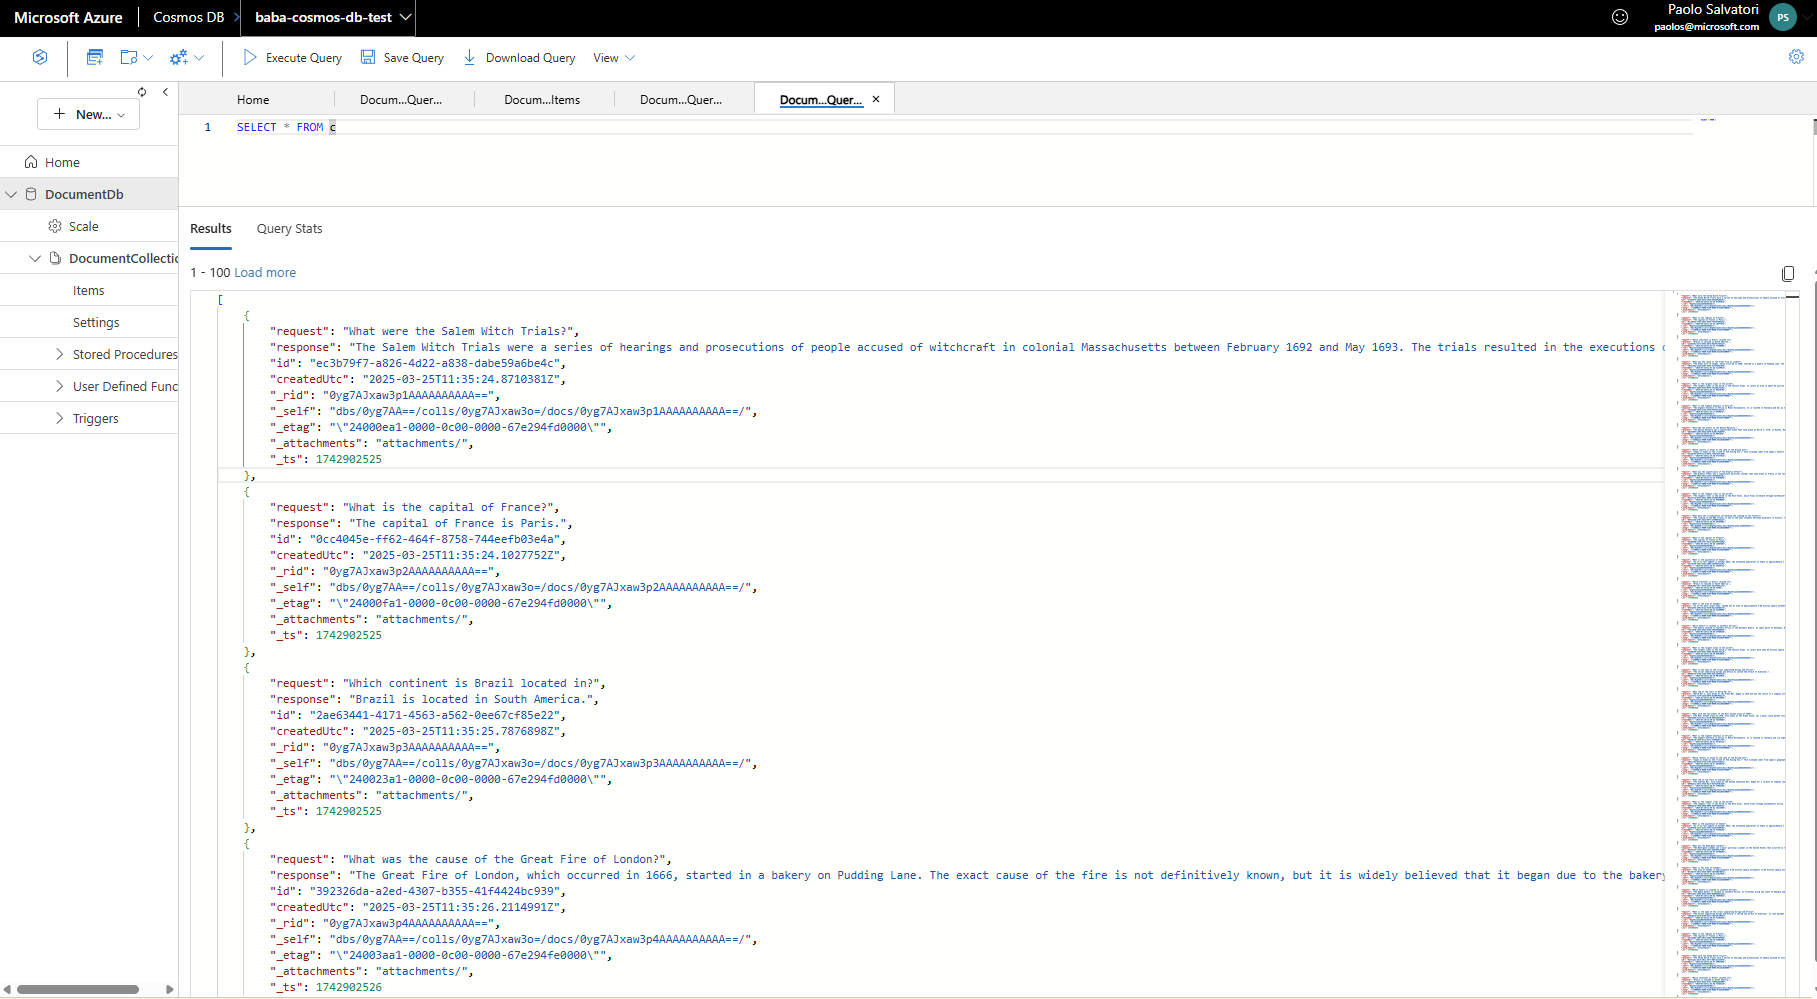 Microsoft Azure
Cosmos DB
baba-cosmos-db-test
Paolo Salvatori
paolos@microsoft.com
PS
Execute Query
Save Query
Download Query
View
New...
Home
DocumentDb
Scale
DocumentCollectic
Items
Settings
Stored Procedures
User Defined Func
Triggers
Home
Docum...Quer...
Docum...Items
Docum...Quer...
Docum...Quer...
1 SELECT * FROM c
Results
Query Stats
1 - 100 Load more
[
{
"request": "What were the Salem Witch Trials?",
"response": "The Salem Witch Trials were a series of hearings and prosecutions of people accused of witchcraft in colonial Massachusetts between February 1692 and May 1693. The trials resulted in the executions
"id": "ec3b79f7-a826-4d22-a838-dabe59a6be4c",
"createdUtc": "2025-03-25T11:35:24.8710381Z",
"_rid": "0yg7AJxaw3p1AAAAAAAAAA==",
"_self": "dbs/0yg7AA==/colls/0yg7AJxaw3o=/docs/0yg7AJxaw3p1AAAAAAAAAA==/",
"_etag": "\"24000ea1-0000-0c00-0000-67e294fd0000\"",
"_attachments": "attachments/",
"_ts": 1742902525
},
{
"request": "What is the capital of France?",
"response": "The capital of France is Paris.",
"id": "0cc4045e-ff62-464f-8758-744eefb03e4a",
"createdUtc": "2025-03-25T11:35:24.1027752Z",
"_rid": "0yg7AJxaw3p2AAAAAAAAAA==",
"_self": "dbs/0yg7AA==/colls/0yg7AJxaw3o=/docs/0yg7AJxaw3p2AAAAAAAAAA==/",
"_etag": "\"24000fa1-0000-0c00-0000-67e294fd0000\"",
"_attachments": "attachments/",
"_ts": 1742902525
},
{
"request": "Which continent is Brazil located in?",
"response": "Brazil is located in South America.",
"id": "2ae63441-4171-4563-a562-0ee67cf85e22",
"createdUtc": "2025-03-25T11:35:25.7876898Z",
"_rid": "0yg7AJxaw3p3AAAAAAAAAA==",
"_self": "dbs/0yg7AA==/colls/0yg7AJxaw3o=/docs/0yg7AJxaw3p3AAAAAAAAAA==/",
"_etag": "\"240023a1-0000-0c00-0000-67e294fd0000\"",
"_attachments": "attachments/",
"_ts": 1742902525
},
{
"request": "What was the cause of the Great Fire of London?",
"response": "The Great Fire of London, which occurred in 1666, started in a bakery on Pudding Lane. The exact cause of the fire is not definitively known, but it is widely believed that it began due to the bakery
"id": "392326da-a2ed-4307-b355-41f4424bc939",
"createdUtc": "2025-03-25T11:35:26.2114991Z",
"_rid": "0yg7AJxaw3p4AAAAAAAAAA==",
"_self": "dbs/0yg7AA==/colls/0yg7AJxaw3o=/docs/0yg7AJxaw3p4AAAAAAAAAA==/",
"_etag": "\"24003aa1-0000-0c00-0000-67e294fe0000\"",
"_attachments": "attachments/",
"_ts": 1742902526